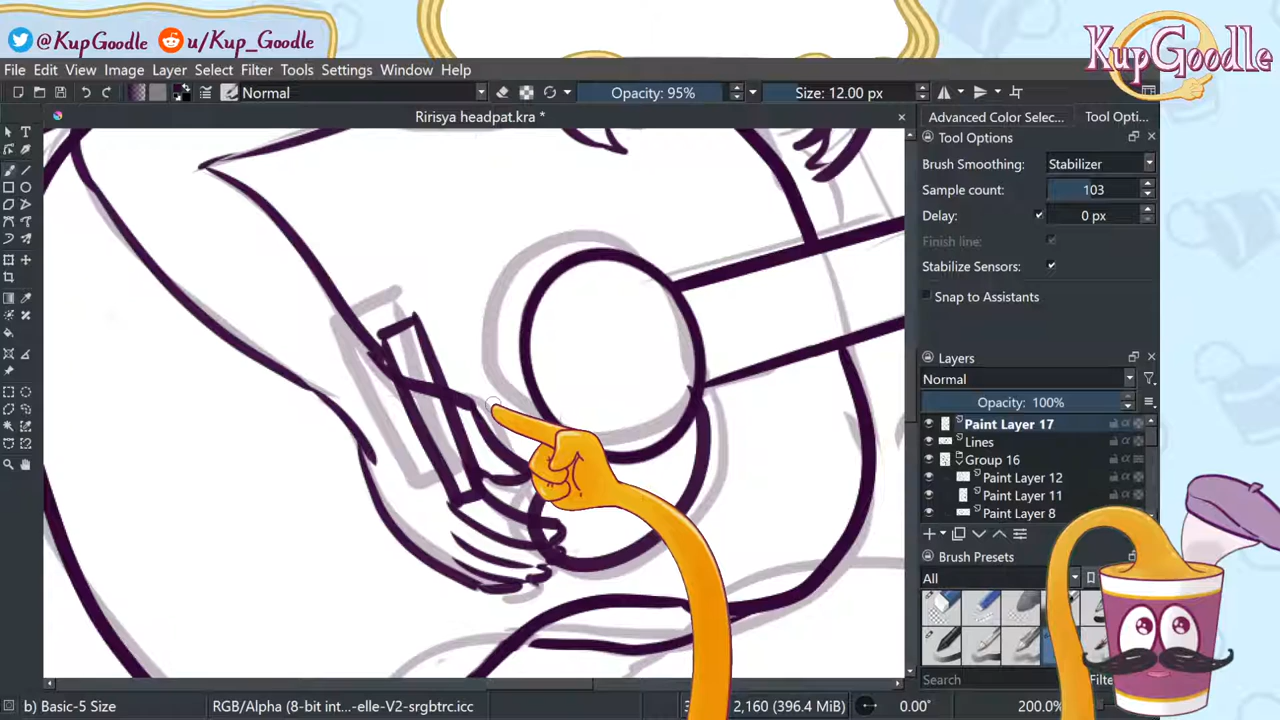 @KupGoodle
u/Kup_Goodle
KupGoodle
File Edit View Image Layer Select Filter Tools Settings Window Help
Normal
Opacity: 95%
Size: 12.00 px
Ririsya headpat.kra *
Advanced Color Selec...
Tool Opti...
Tool Options
Brush Smoothing:
Stabilizer
Sample count:
103
Delay:
0 px
Finish line:
Stabilize Sensors:
Snap to Assistants
Layers
Normal
Opacity: 100%
Paint Layer 17
Lines
Group 16
Paint Layer 12
Paint Layer 11
Paint Layer 8
Brush Presets
All
Search
b) Basic-5 Size
RGB/Alpha (8-bit int...-elle-V2-srgbtrc.icc
2,160 (396.4 MiB)
0.00°